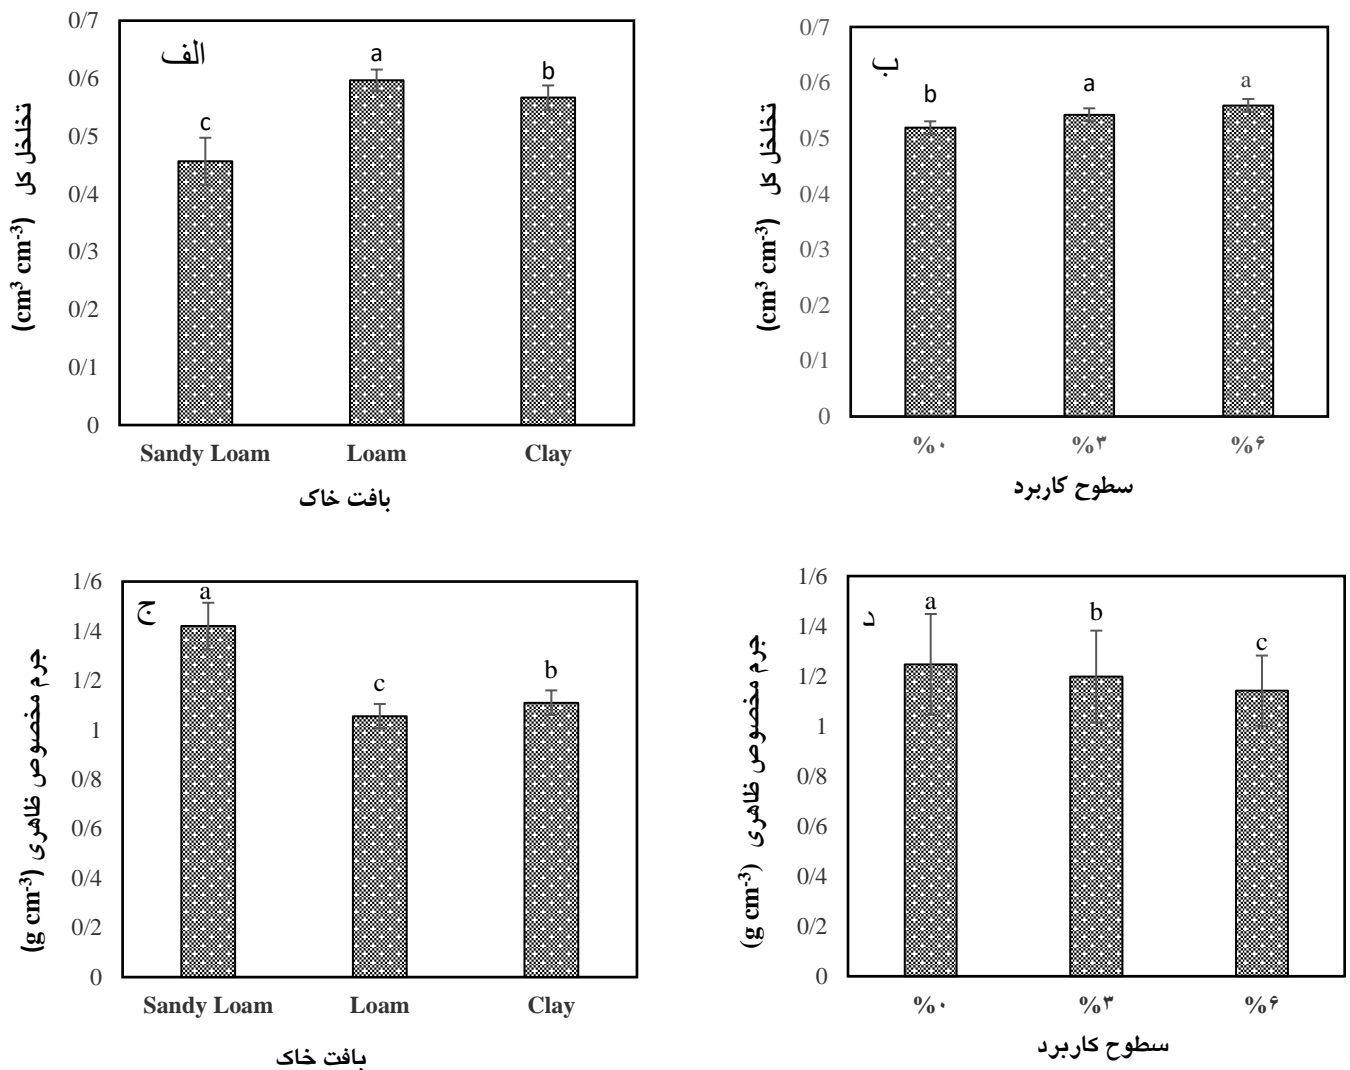 الف
تخلخل کل (cm³ cm⁻³)
0/7
0/6
0/5
0/4
0/3
0/2
0/1
0
c
a
b
Sandy Loam
Loam
Clay
بافت خاک
ب
تخلخل کل (cm³ cm⁻³)
0/7
0/6
0/5
0/4
0/3
0/2
0/1
0
b
a
a
%۰
%۳
%۶
سطوح کاربرد
ج
جرم مخصوص ظاهری (g cm⁻³)
1/6
1/4
1/2
1
0/8
0/6
0/4
0/2
0
a
c
b
Sandy Loam
Loam
Clay
بافت خاک
د
جرم مخصوص ظاهری (g cm⁻³)
1/6
1/4
1/2
1
0/8
0/6
0/4
0/2
0
a
b
c
%۰
%۳
%۶
سطوح کاربرد